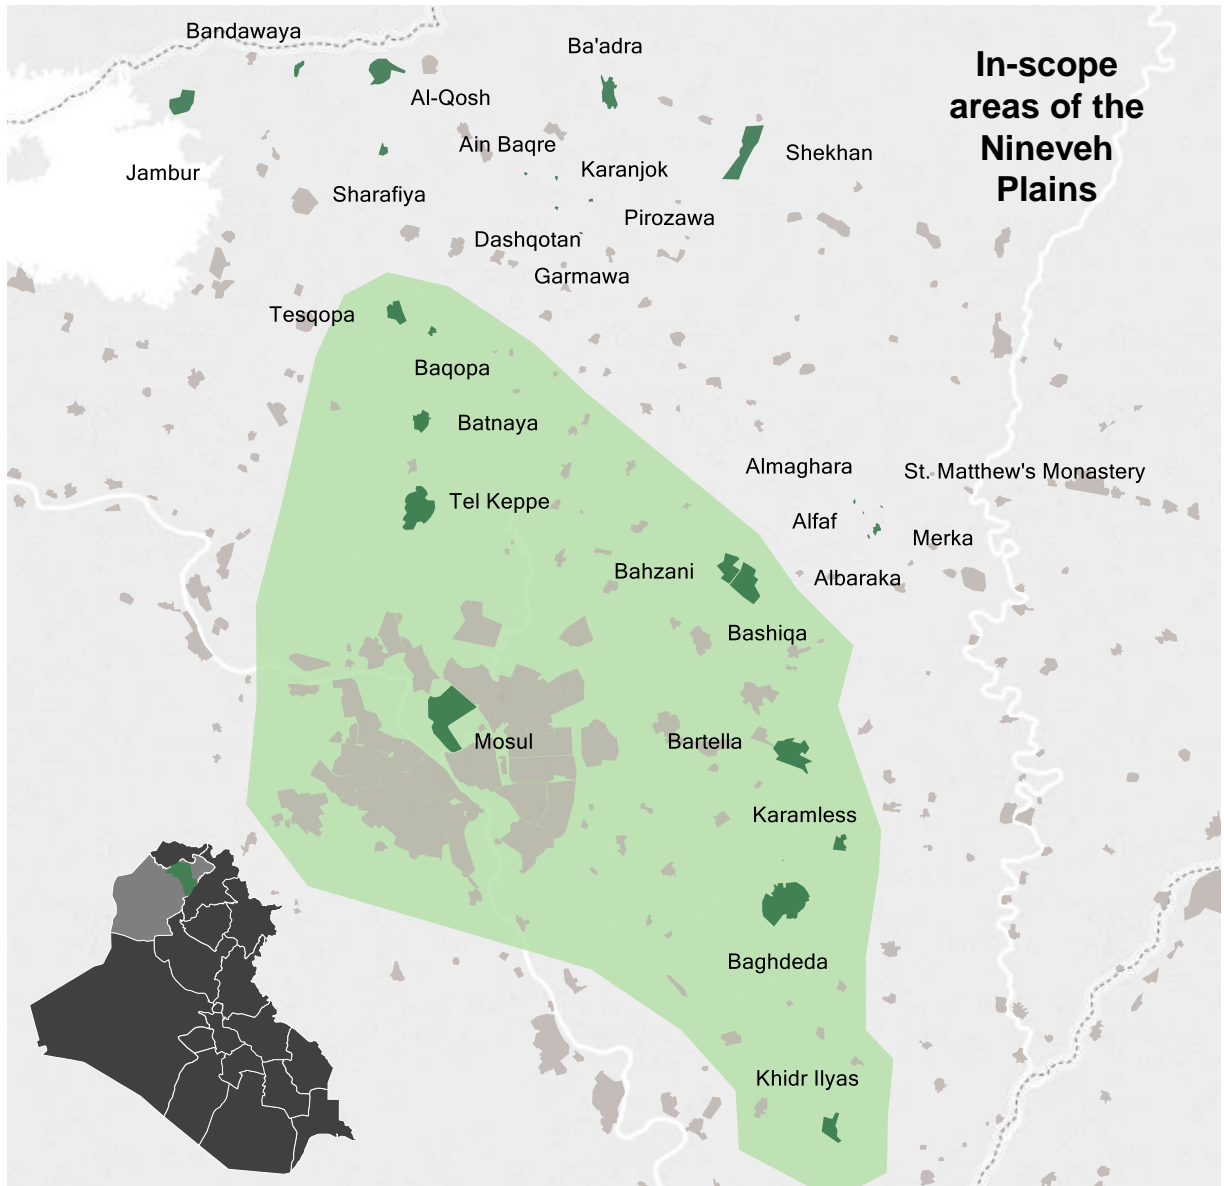 Bandawaya
Ba'adra
In-scope
areas of the
Nineveh
Plains
Al-Qosh
Ain Baqre
Shekhan
Jambur
Karanjok
Sharafiya
Pirozawa
Dashqotan
Garmawa
Tesqopa
Baqopa
Batnaya
Almaghara
St. Matthew's Monastery
Tel Keppe
Alfaf
Merka
Bahzani
Albaraka
Bashiqa
Mosul
Bartella
Karamless
Baghdeda
Khidr Ilyas